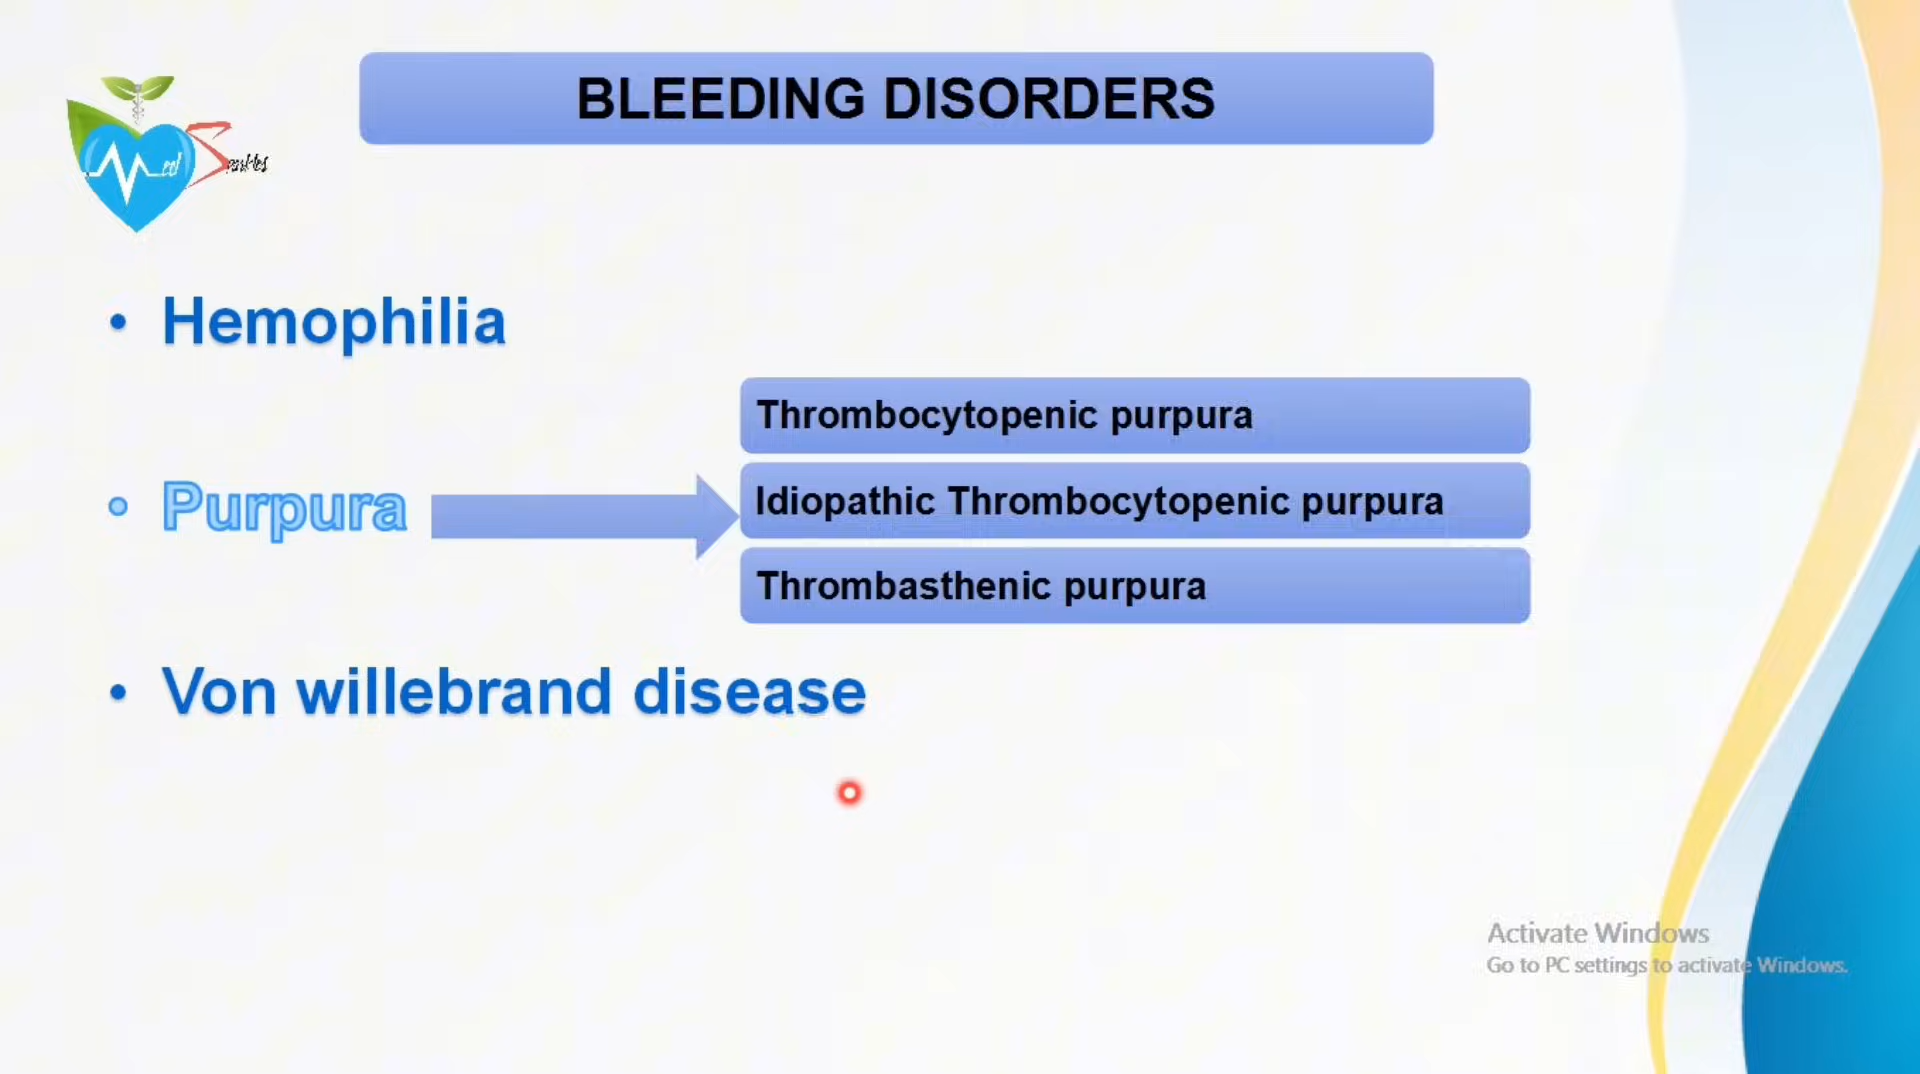 BLEEDING DISORDERS
• Hemophilia
Thrombocytopenic purpura
• Purpura
Idiopathic Thrombocytopenic purpura
Thrombasthenic purpura
• Von willebrand disease
Activate Windows
Go to PC settings to activate Windows.